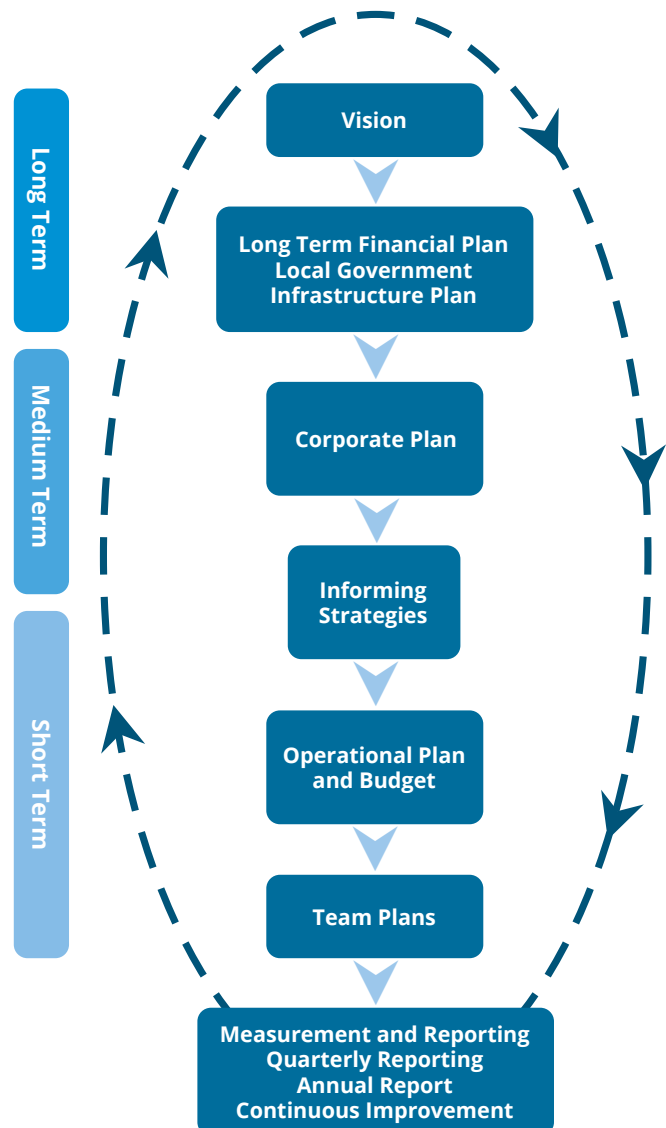 Long Term
Medium Term
Short Term
Vision
Long Term Financial Plan
Local Government
Infrastructure Plan
Corporate Plan
Informing
Strategies
Operational Plan
and Budget
Team Plans
Measurement and Reporting
Quarterly Reporting
Annual Report
Continuous Improvement